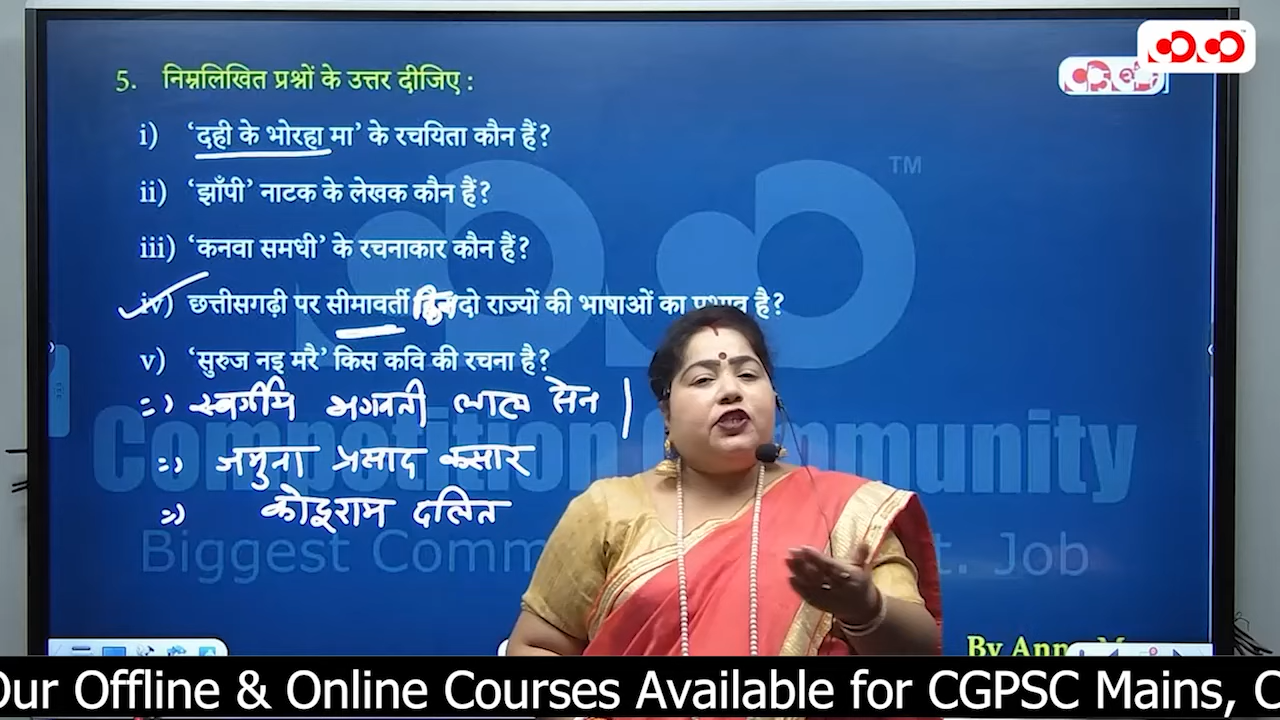 5. निम्नलिखित प्रश्नों के उत्तर दीजिए :
i) ‘दही के भोरहा मा’ के रचयिता कौन हैं?
TM
ii) ‘झाँपी’ नाटक के लेखक कौन हैं?
iii) ‘कनवा समधी’ के रचनाकार कौन हैं?
iv) छत्तीसगढ़ी पर सीमावर्ती दो राज्यों की भाषाओं का प्रभाव है?
v) ‘सुरुज नइ मरै’ किस कवि की रचना है?
=> स्वर्गीय भगवती लाल सेन |
Competition Community
=> जमुना प्रसाद कसार
=> कोइराम दलित
Biggest Comm t. Job
By
Our Offline & Online Courses Available for CGPSC Mains, C